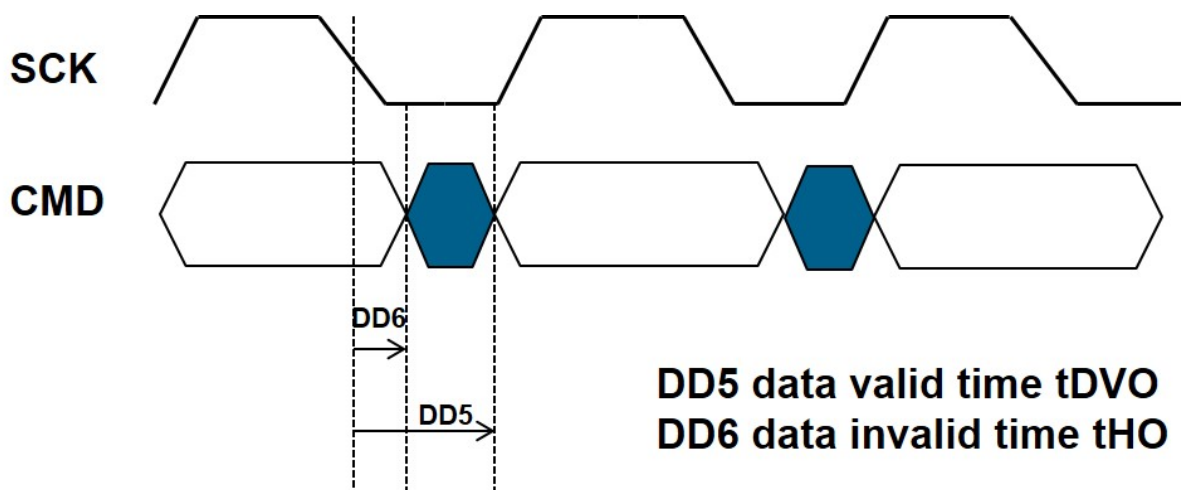 SCK
CMD
DD6
DD5
DD5 data valid time tDVO
DD6 data invalid time tHO